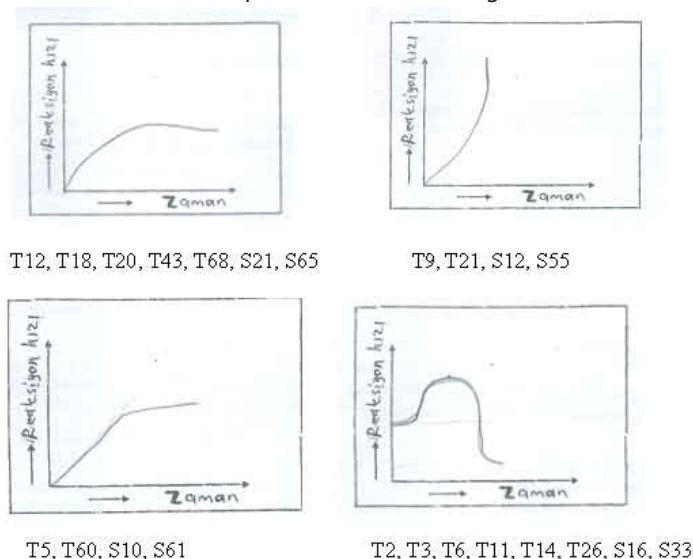 Reaksiyon hızı
Zaman
Reaksiyon hızı
Zaman
T12, T18, T20, T43, T68, S21, S65
T9, T21, S12, S55
Reaksiyon hızı
Zaman
Reaksiyon hızı
Zaman
T5, T60, S10, S61
T2, T3, T6, T11, T14, T26, S16, S33